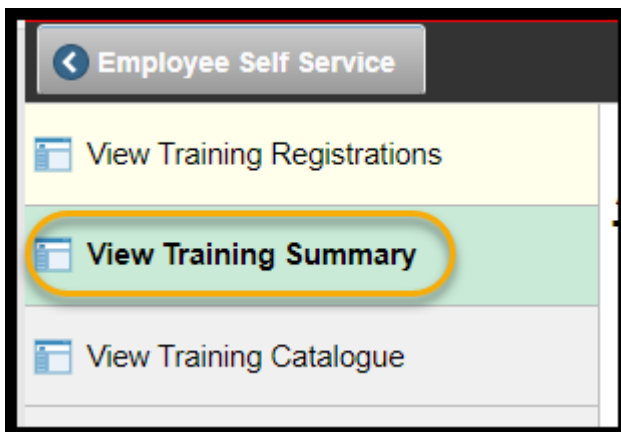 Employee Self Service
View Training Registrations
View Training Summary
View Training Catalogue